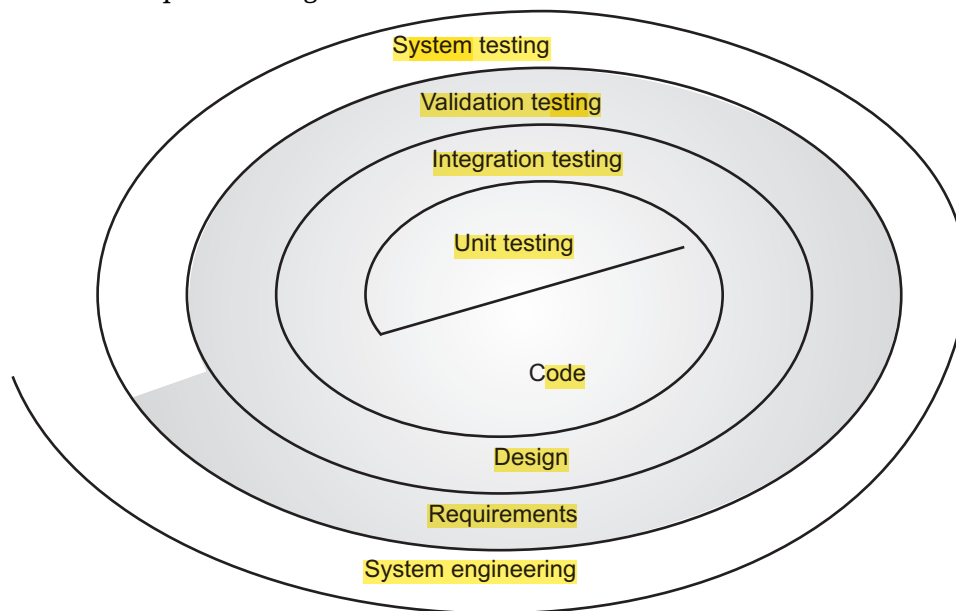 System testing
Validation testing
Integration testing
Unit testing
Code
Design
Requirements
System engineering